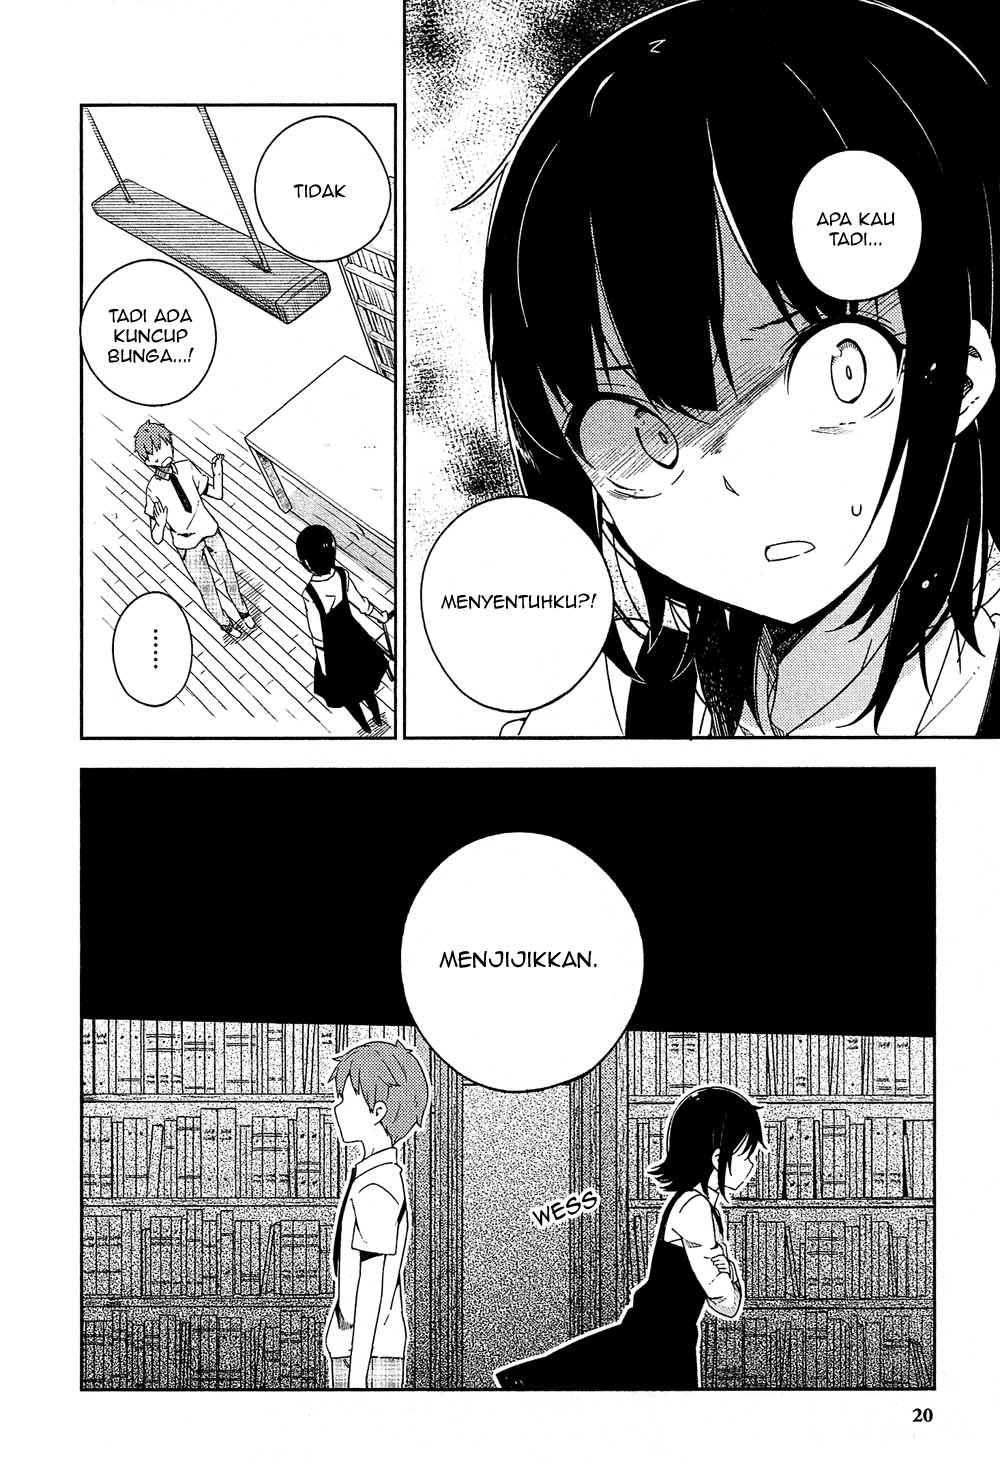 APA KAU
TADI...
MENYENTUHKU?!
TIDAK
TADI ADA
KUNCUP
BUNGA...!
......
MENJIJIKKAN.
WESS
20